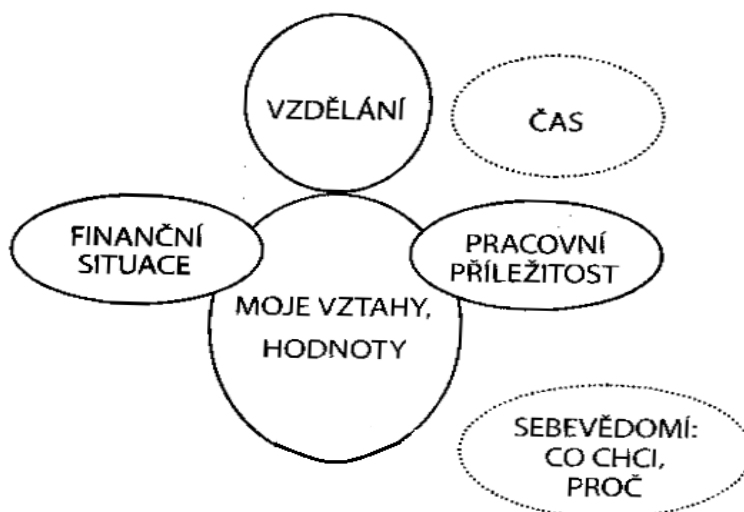 VZDĚLÁNÍ
ČAS
FINANČNÍ
SITUACE
PRACOVNÍ
PŘÍLEŽITOST
MOJE VZTAHY,
HODNOTY
SEBEVĚDOMÍ:
CO CHCI,
PROČ